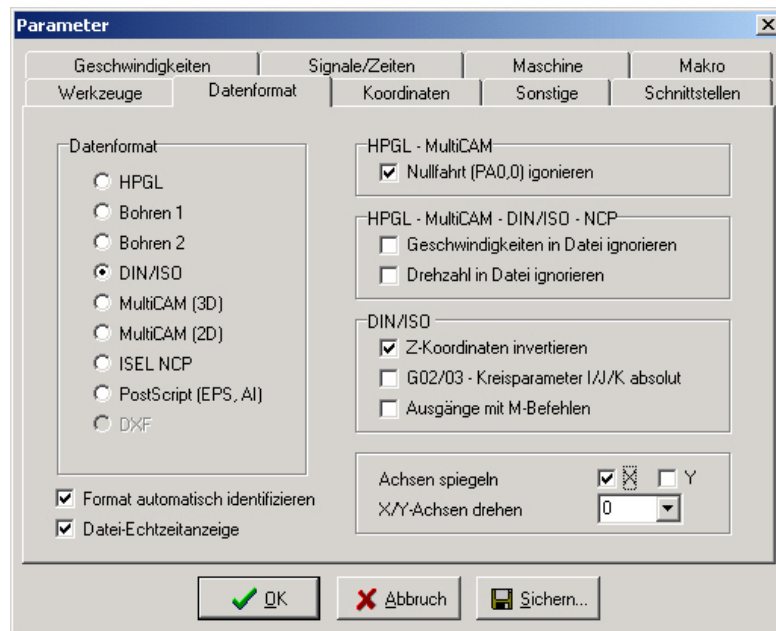 Parameter
Geschwindigkeiten Signale/Zeiten Maschine Makro
Werkzeuge Datenformat Koordinaten Sonstige Schnittstellen
Datenformat
HPGL
Bohren 1
Bohren 2
DIN/ISO
MultiCAM (3D)
MultiCAM (2D)
ISEL NCP
PostScript (EPS, AI)
DXF
Format automatisch identifizieren
Datei-Echtzeitanzeige
HPGL - MultiCAM
Nullfahrt (PA0,0) igonieren
HPGL - MultiCAM - DIN/ISO - NCP
Geschwindigkeiten in Datei ignorieren
Drehzahl in Datei ignorieren
DIN/ISO
Z-Koordinaten invertieren
G02/03 - Kreisparameter I/J/K absolut
Ausgänge mit M-Befehlen
Achsen spiegeln X Y
X/Y-Achsen drehen 0
OK Abbruch Sichern...